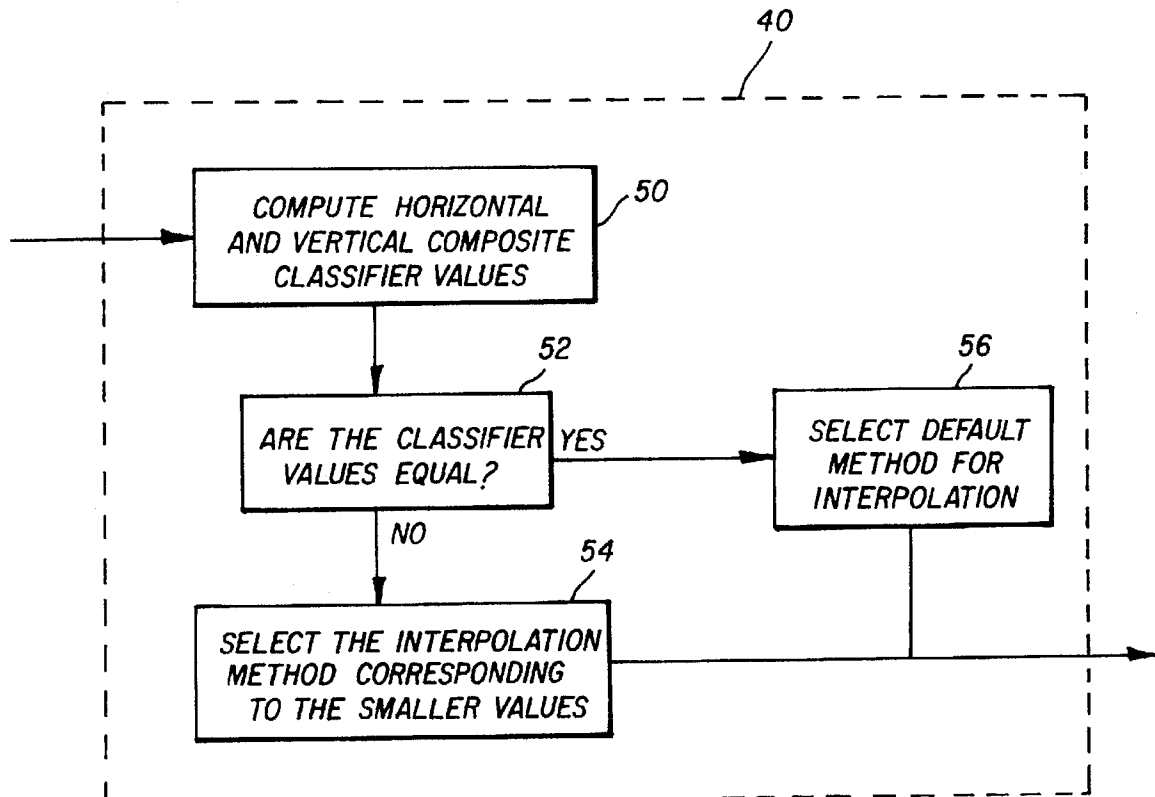 40
COMPUTE HORIZONTAL
AND VERTICAL COMPOSITE
CLASSIFIER VALUES
50
52
ARE THE CLASSIFIER
VALUES EQUAL?
YES
56
SELECT DEFAULT
METHOD FOR
INTERPOLATION
NO
54
SELECT THE INTERPOLATION
METHOD CORRESPONDING
TO THE SMALLER VALUES